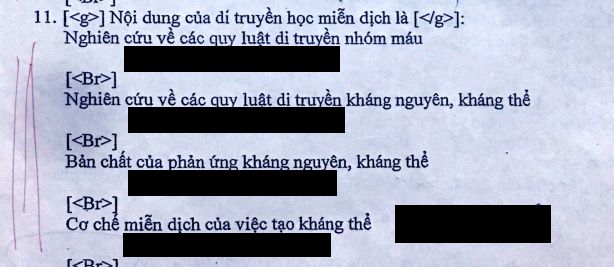 11. [<g>] Nội dung của dí truyền học miễn dịch là [</g>]:
Nghiên cứu về các quy luật di truyền nhóm máu
[<Br>]
Nghiên cứu về các quy luật di truyền kháng nguyên, kháng thể
[<Br>]
Bản chất của phản ứng kháng nguyên, kháng thể
[<Br>]
Cơ chế miễn dịch của việc tạo kháng thể
[<Br>]